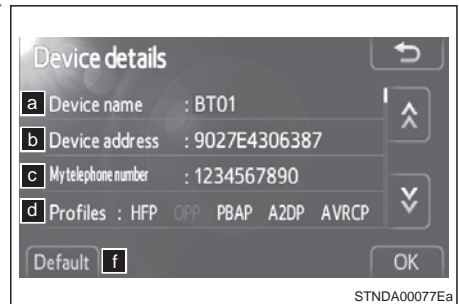 Device details
a Device name : BT01
b Device address : 9027E4306387
c My telephone number : 1234567890
d Profiles : HFP OPP PBAP A2DP AVRCP
Default f OK
STNDA00077Ea